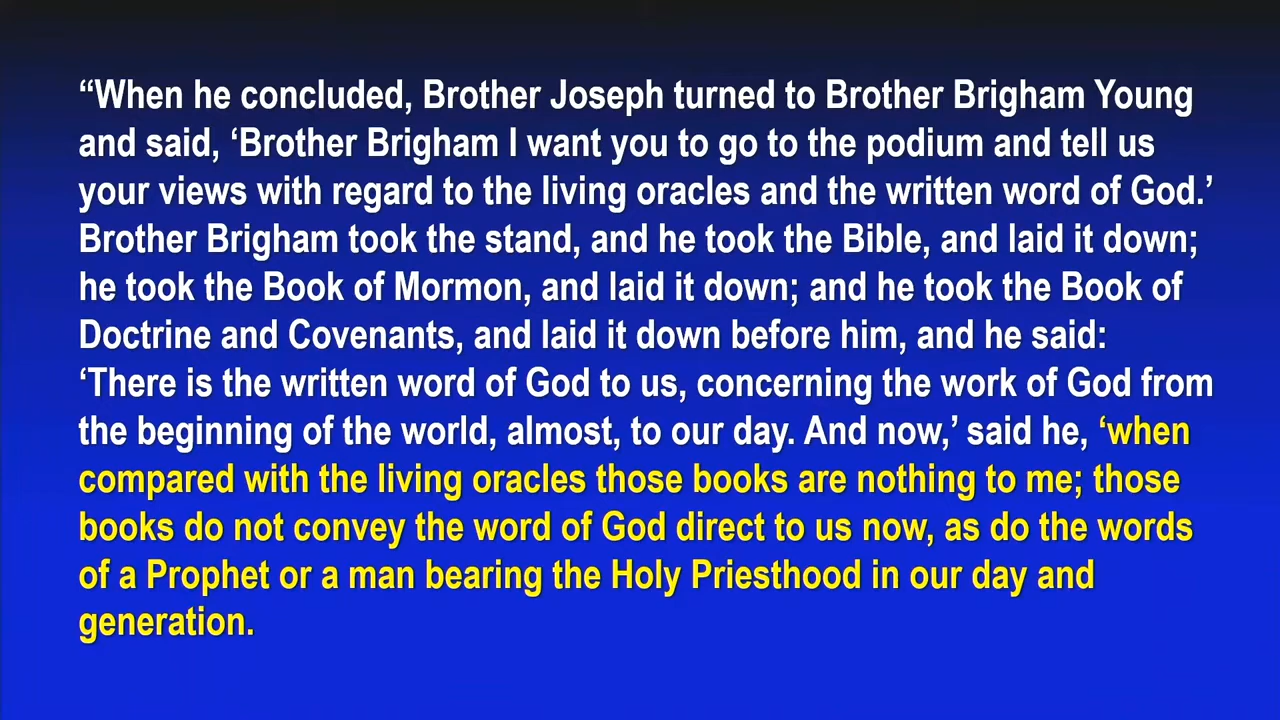 “When he concluded, Brother Joseph turned to Brother Brigham Young
and said, ‘Brother Brigham I want you to go to the podium and tell us
your views with regard to the living oracles and the written word of God.’
Brother Brigham took the stand, and he took the Bible, and laid it down;
he took the Book of Mormon, and laid it down; and he took the Book of
Doctrine and Covenants, and laid it down before him, and he said:
‘There is the written word of God to us, concerning the work of God from
the beginning of the world, almost, to our day. And now,’ said he, ‘when
compared with the living oracles those books are nothing to me; those
books do not convey the word of God direct to us now, as do the words
of a Prophet or a man bearing the Holy Priesthood in our day and
generation.